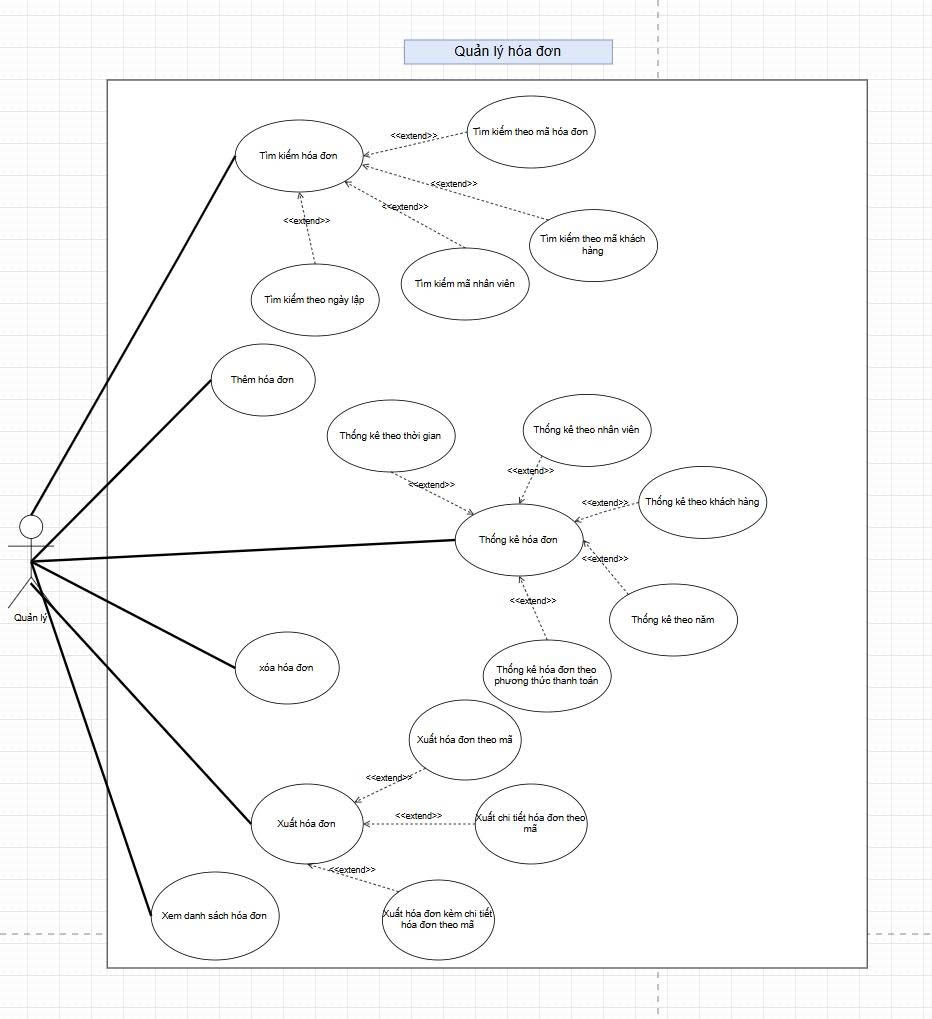 Quản lý hóa đơn
Tìm kiếm hóa đơn
<<extend>>
Tìm kiếm theo mã hóa đơn
<<extend>>
<<extend>>
<<extend>>
Tìm kiếm theo mã khách
hàng
Tìm kiếm mã nhân viên
Tìm kiếm theo ngày lập
Thêm hóa đơn
Thống kê theo thời gian
Thống kê theo nhân viên
<<extend>>
<<extend>>
<<extend>>
Thống kê theo khách hàng
Thống kê hóa đơn
<<extend>>
<<extend>>
Thống kê theo năm
Quản lý
xóa hóa đơn
Thống kê hóa đơn theo
phương thức thanh toán
Xuất hóa đơn theo mã
<<extend>>
Xuất hóa đơn
<<extend>>
Xuất chi tiết hóa đơn theo
mã
<<extend>>
Xem danh sách hóa đơn
Xuất hóa đơn kèm chi tiết
hóa đơn theo mã